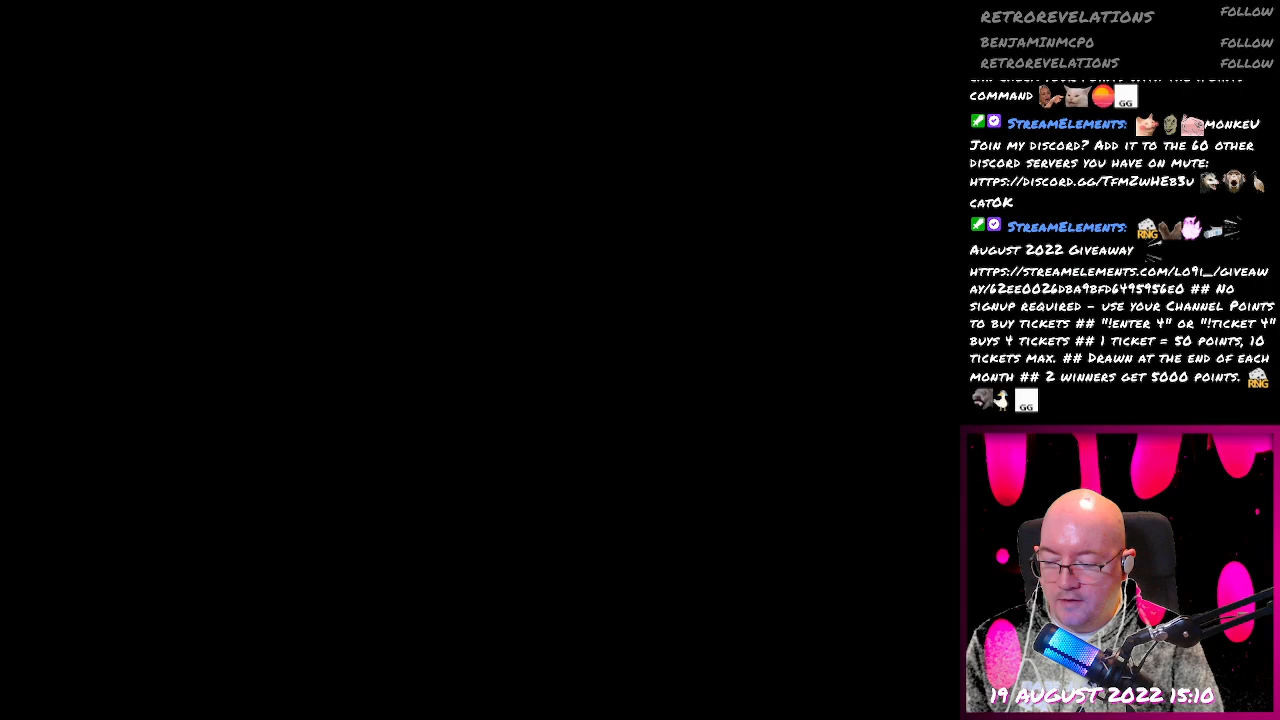 RETROREVELATIONS FOLLOW
BENJAMINMCPO FOLLOW
RETROREVELATIONS FOLLOW
COMMAND GG
STREAMELEMENTS: MONKEU
JOIN MY DISCORD? ADD IT TO THE 60 OTHER
DISCORD SERVERS YOU HAVE ON MUTE:
HTTPS://DISCORD.GG/TFMZWHEB3U
CATOK
STREAMELEMENTS: RNG
AUGUST 2022 GIVEAWAY
HTTPS://STREAMELEMENTS.COM/LO9I_/GIVEAW
AY/62EE0026DBA9BFD6495956E0 ## NO
SIGNUP REQUIRED - USE YOUR CHANNEL POINTS
TO BUY TICKETS ## "!ENTER 4" OR "!TICKET 4"
BUYS 4 TICKETS ## 1 TICKET = 50 POINTS, 10
TICKETS MAX. ## DRAWN AT THE END OF EACH
MONTH ## 2 WINNERS GET 5000 POINTS. RNG
GG
19 AUGUST 2022 15:10